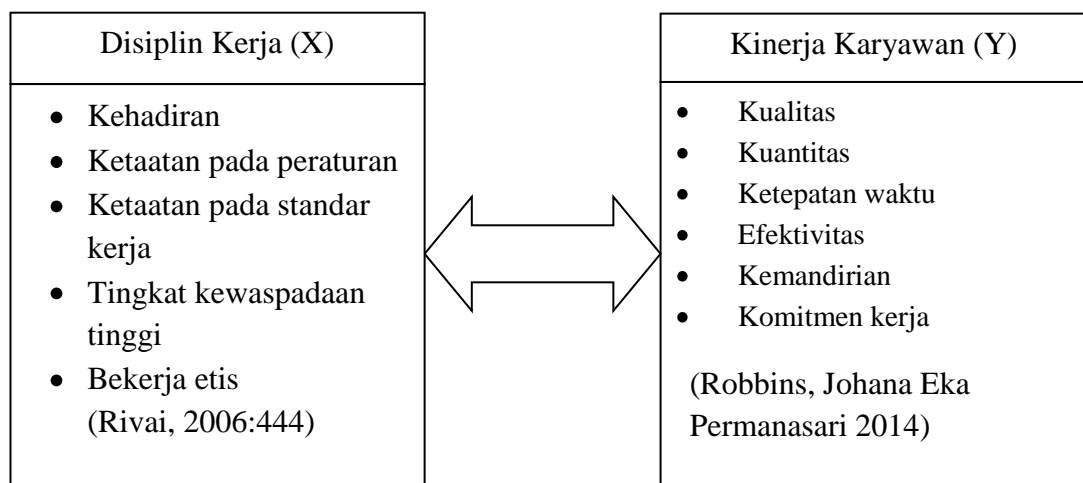 Disiplin Kerja (X)
• Kehadiran
• Ketaatan pada peraturan
• Ketaatan pada standar
kerja
• Tingkat kewaspadaan
tinggi
• Bekerja etis
(Rivai, 2006:444)
Kinerja Karyawan (Y)
• Kualitas
• Kuantitas
• Ketepatan waktu
• Efektivitas
• Kemandirian
• Komitmen kerja
(Robbins, Johana Eka
Permanasari 2014)